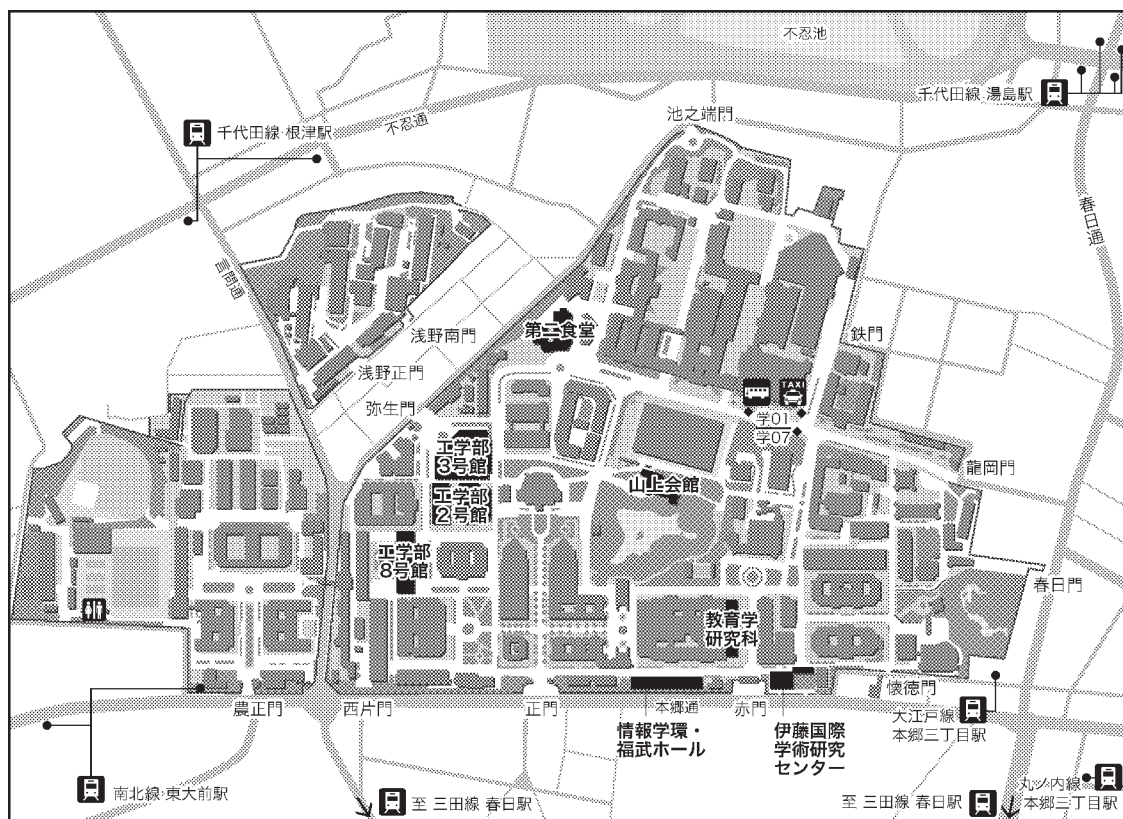 不忍池
千代田線·湯島駅
池之端門
千代田線·根津駅
不忍通
春日通
言問通
第二食堂
浅野南門
鉄門
浅野正門
TAXI
弥生門
学01
学07
工学部
3号館
龍岡門
山上会館
工学部
2号館
工学部
8号館
春日門
教育学
研究科
懐徳門
農正門
西片門
正門
本郷通
赤門
大江戸線·
本郷三丁目駅
情報学環・
福武ホール
伊藤国際
学術研究
センター
南北線·東大前駅
至 三田線 春日駅
至 三田線 春日駅
丸ノ内線·
本郷三丁目駅